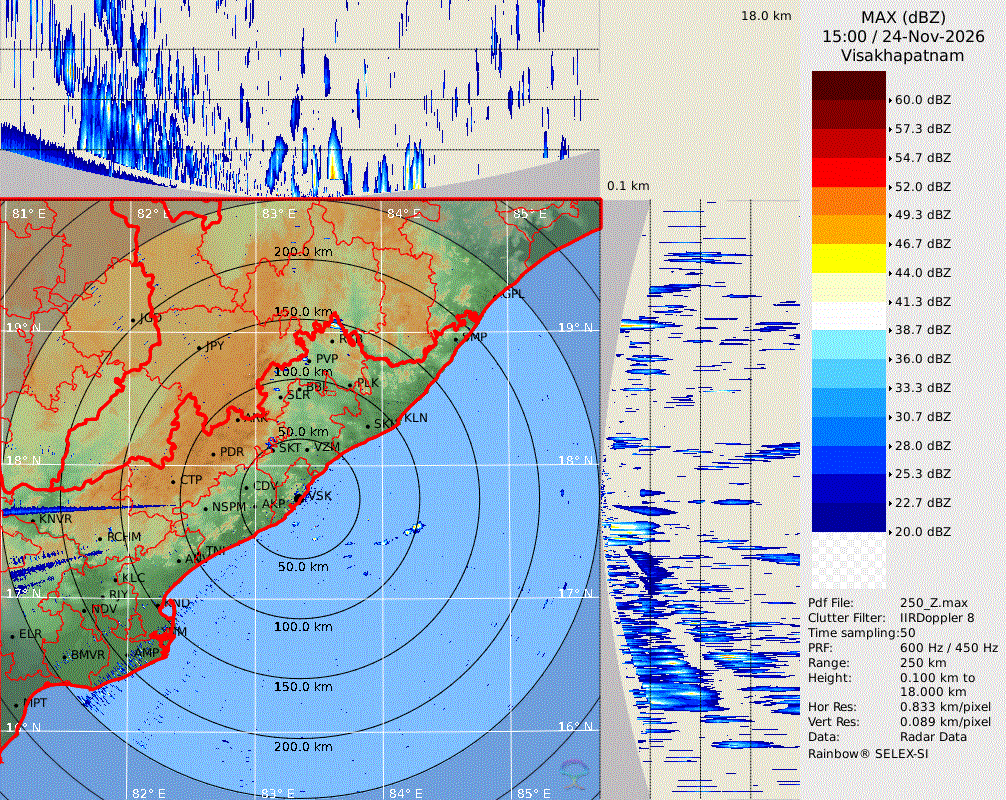 18.0 km
MAX (dBZ)
15:00 / 24-Nov-2026
Visakhapatnam
60.0 dBZ
57.3 dBZ
54.7 dBZ
52.0 dBZ
49.3 dBZ
46.7 dBZ
44.0 dBZ
41.3 dBZ
38.7 dBZ
36.0 dBZ
33.3 dBZ
30.7 dBZ
28.0 dBZ
25.3 dBZ
22.7 dBZ
20.0 dBZ
0.1 km
81° E 82° E 83° E 84° E 85° E
200.0 km
GPL
JGD 150.0 km
19° N 19° N
JPY
PVP
100.0 km
PLK
SLR
KLN
50.0 km
PDR SKT VZM
18° N 18° N
CTP
CDV
VSK
NSPM AKP
KNVR
50.0 km
KLC
RJY
17° N 17° N
NDV
100.0 km
ELR
BMVR AMP
150.0 km
MPT
16° N 16° N
200.0 km
82° E 83° E 84° E 85° E
Pdf File: 250_Z.max
Clutter Filter: IIRDoppler 8
Time sampling:50
PRF: 600 Hz / 450 Hz
Range: 250 km
Height: 0.100 km to
18.000 km
Hor Res: 0.833 km/pixel
Vert Res: 0.089 km/pixel
Data: Radar Data
Rainbow® SELEX-SI